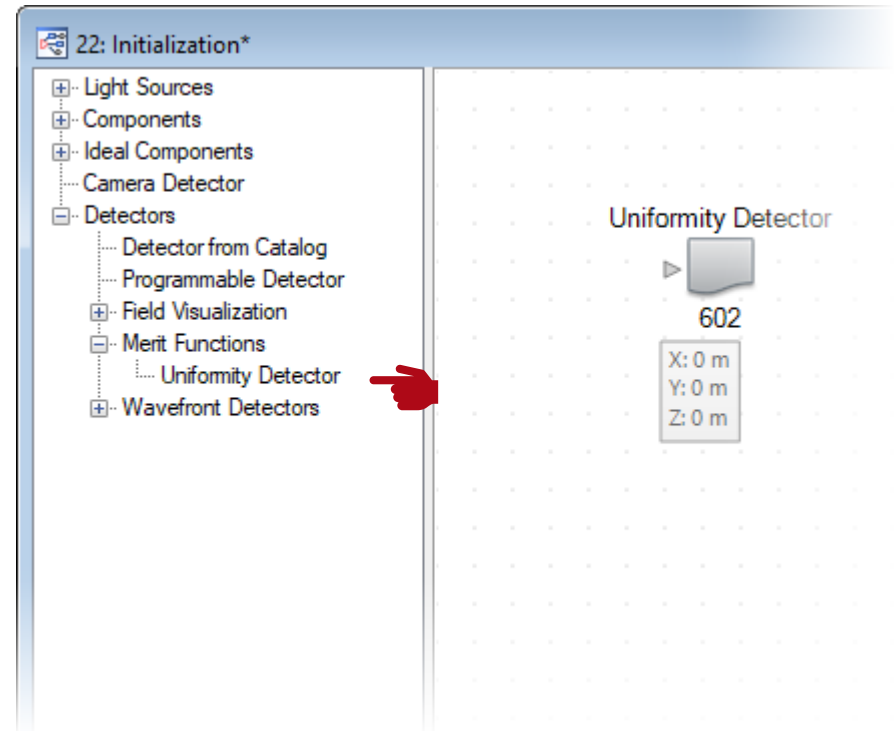 22: Initialization*
Light Sources
Components
Ideal Components
Camera Detector
Detectors
Detector from Catalog
Programmable Detector
Field Visualization
Merit Functions
Uniformity Detector
Wavefront Detectors
Uniformity Detector
602
X: 0 m
Y: 0 m
Z: 0 m